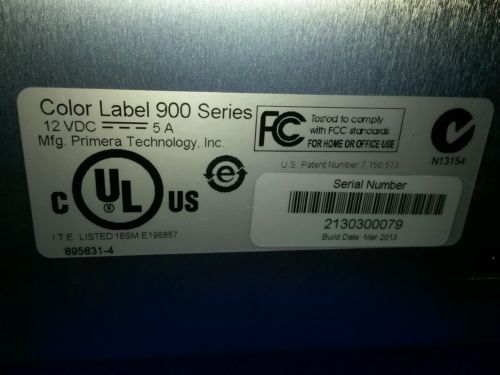 Color Label 900 Series
12 VDC 5 A
Mfg. Primera Technology, Inc.
FC
Tested to comply
with FCC standards
FOR HOME OR OFFICE USE
N13154
U.S. Patent Number 7,150,573
C UL US
®
e
I.T.E. LISTED 16SM E198857
895831-4
Serial Number
2130300079
Build Date: Mar 2013